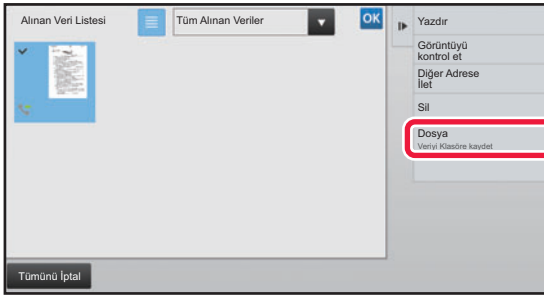 Alınan Veri Listesi
Tüm Alınan Veriler
OK
Yazdır
Görüntüyü
kontrol et
Diğer Adrese
İlet
Sil
Dosya
Veriyi Klasöre kaydet
Tümünü İptal